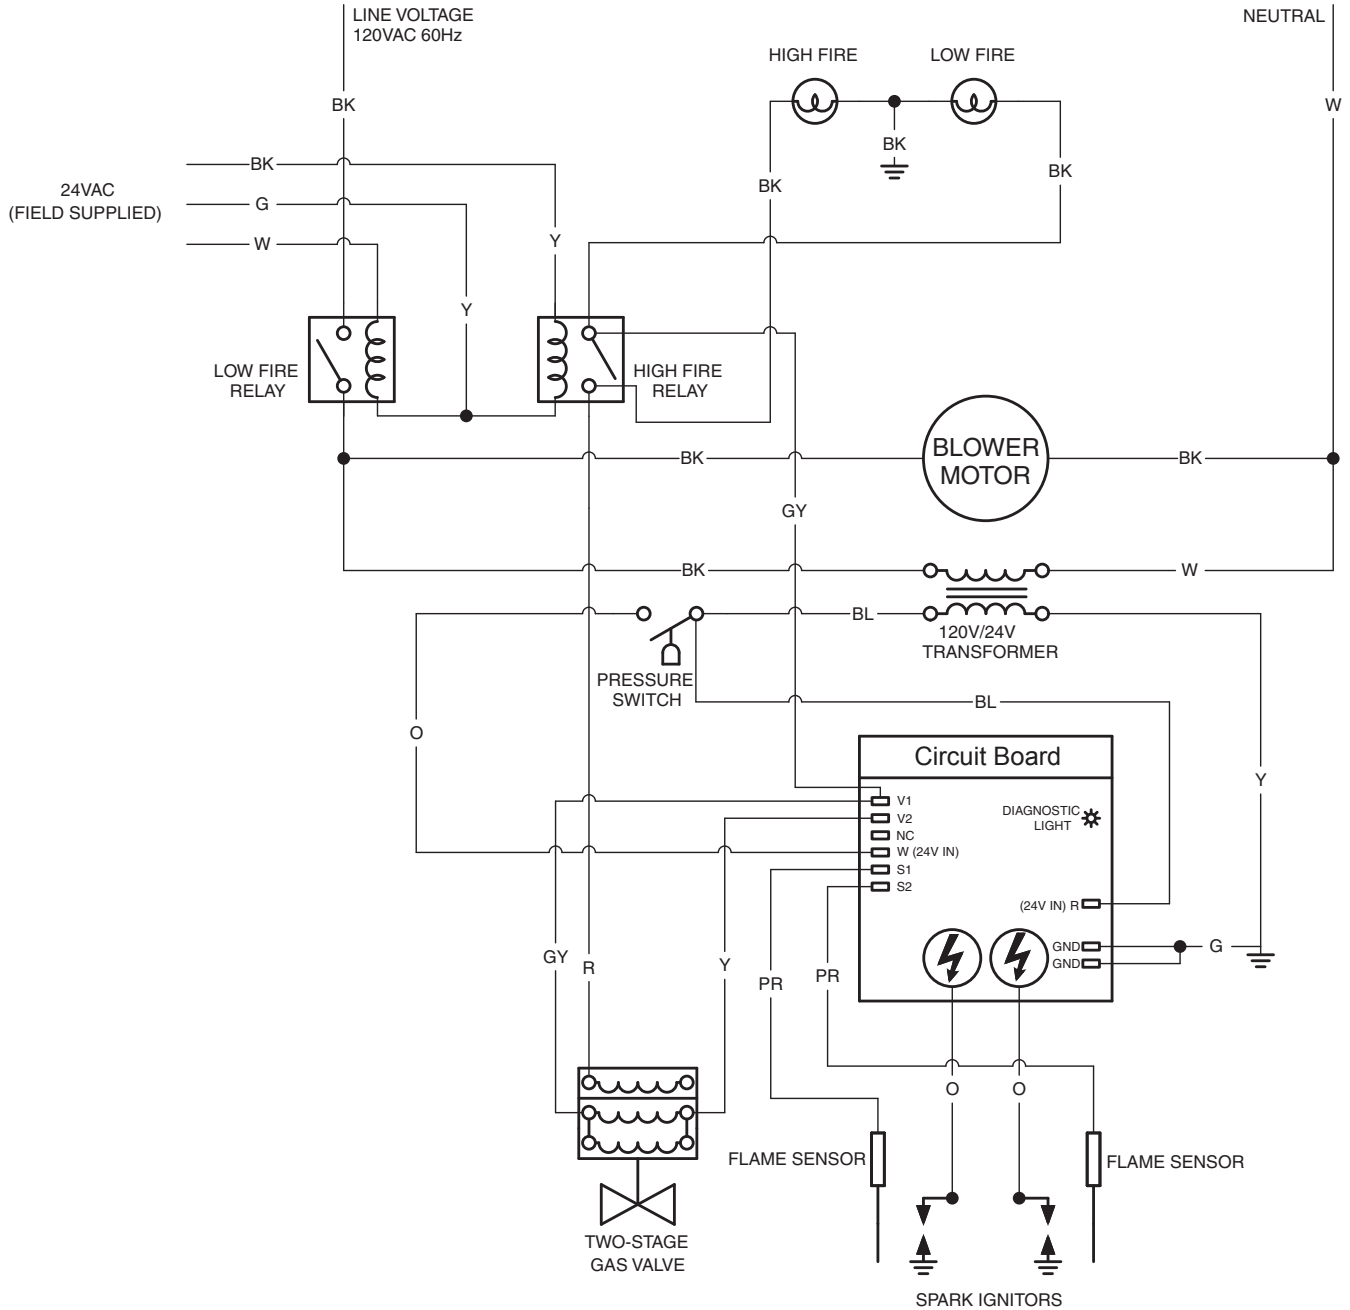 LINE VOLTAGE
120VAC 60Hz
NEUTRAL
HIGH FIRE
LOW FIRE
BK
W
BK
BK
BK
BK
24VAC
(FIELD SUPPLIED)
G
W
Y
Y
LOW FIRE
RELAY
HIGH FIRE
RELAY
BLOWER
MOTOR
BK
BK
GY
BK
W
BL
120V/24V
TRANSFORMER
PRESSURE
SWITCH
BL
O
Circuit Board
Y
V1
V2
NC
W (24V IN)
S1
S2
DIAGNOSTIC
LIGHT
(24V IN) R
GND
GND
G
GY
R
Y
PR
PR
O
O
FLAME SENSOR
FLAME SENSOR
TWO-STAGE
GAS VALVE
SPARK IGNITORS